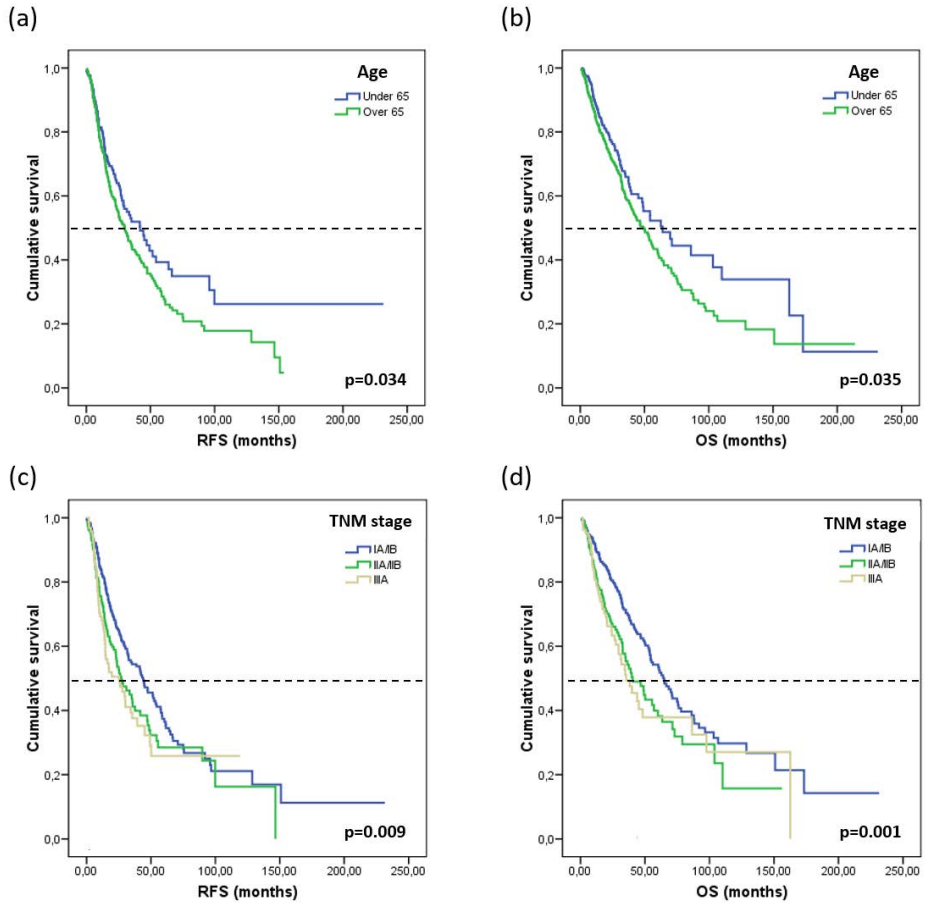 (a)
Age
Under 65
Over 65
Cumulative survival
1,0
0,8
0,6
0,4
0,2
0,0
p=0.034
0,00 50,00 100,00 150,00 200,00 250,00
RFS (months)
(b)
Age
Under 65
Over 65
Cumulative survival
1,0
0,8
0,6
0,4
0,2
0,0
p=0.035
0,00 50,00 100,00 150,00 200,00 250,00
OS (months)
(c)
TNM stage
IA/IB
IIA/IIB
IIIA
Cumulative survival
1,0
0,8
0,6
0,4
0,2
0,0
p=0.009
0,00 50,00 100,00 150,00 200,00 250,00
RFS (months)
(d)
TNM stage
IA/IB
IIA/IIB
IIIA
Cumulative survival
1,0
0,8
0,6
0,4
0,2
0,0
p=0.001
0,00 50,00 100,00 150,00 200,00 250,00
OS (months)